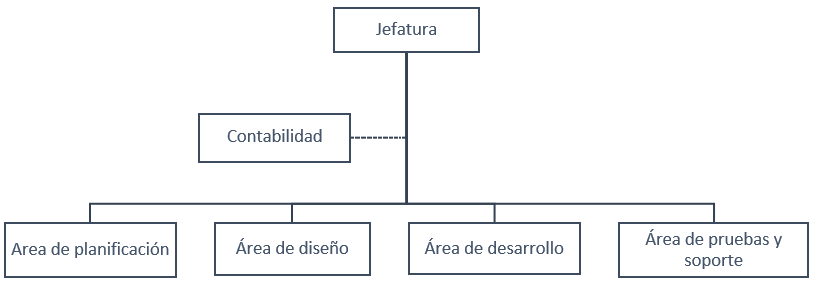 Jefatura
Contabilidad
Area de planificación
Área de diseño
Área de desarrollo
Área de pruebas y
soporte